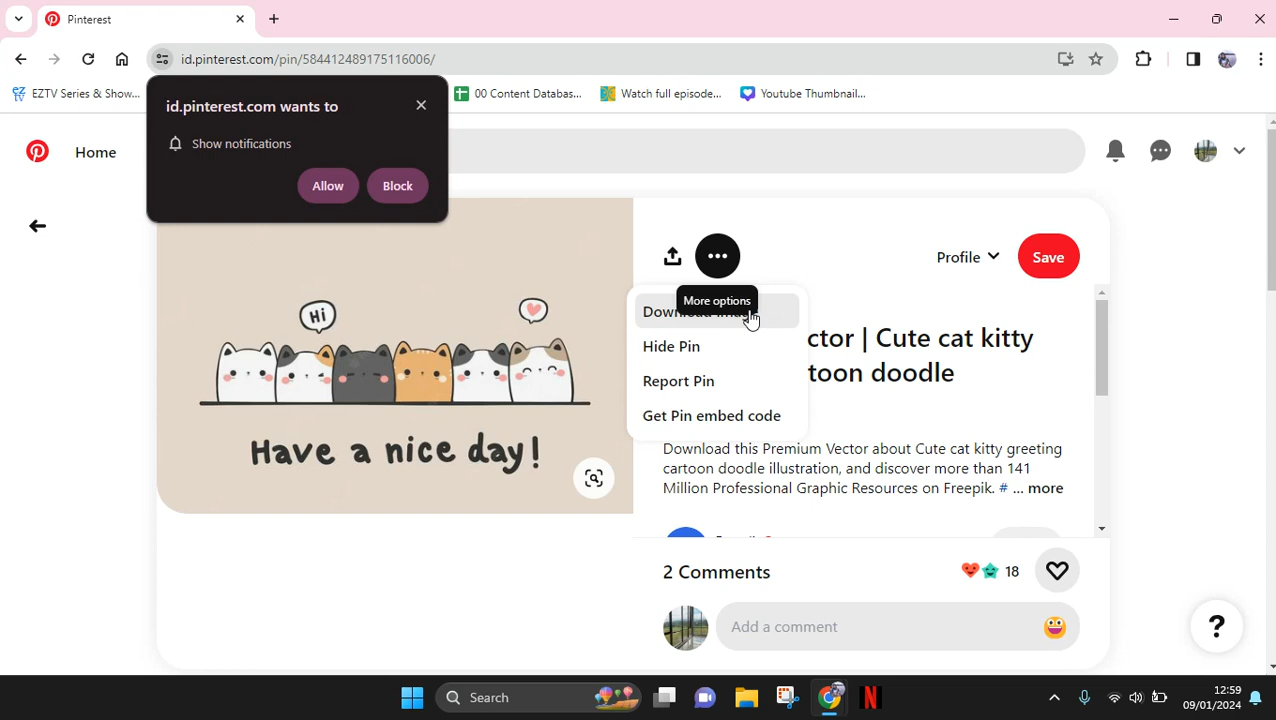 Pinterest
id.pinterest.com/pin/584412489175116006/
EZTV Series & Show...
00 Content Databas...
Watch full episode...
Youtube Thumbnail...
id.pinterest.com wants to
Show notifications
Allow
Block
Home
Profile
Save
More options
Download image
Hide Pin
Report Pin
Get Pin embed code
Hi
Have a nice day!
ctor | Cute cat kitty
toon doodle
Download this Premium Vector about Cute cat kitty greeting
cartoon doodle illustration, and discover more than 141
Million Professional Graphic Resources on Freepik. # ... more
2 Comments
18
Add a comment
?
Search
12:59
09/01/2024